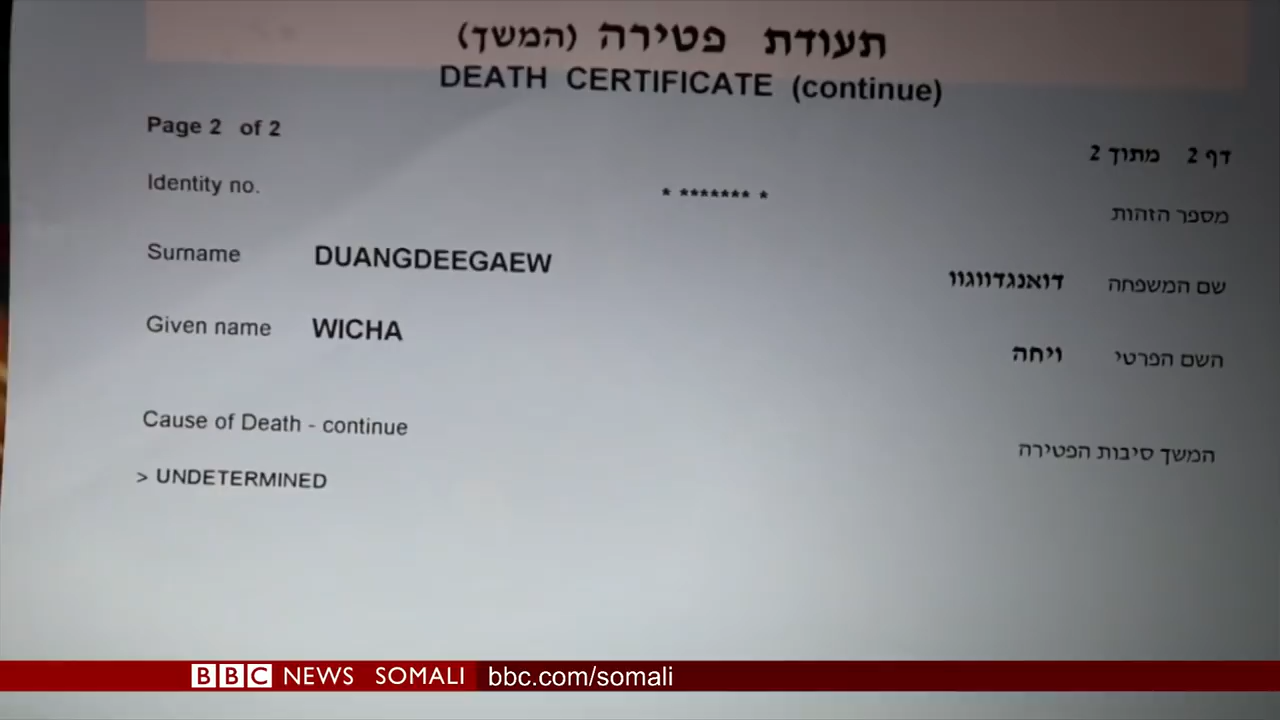 תעודת פטירה (המשך)
DEATH CERTIFICATE (continue)
Page 2 of 2
דף 2 מתוך 2
Identity no. * ******* * מספר הזהות
Surname DUANGDEEGAEW דואנגדווגוו שם המשפחה
Given name WICHA ויחה השם הפרטי
Cause of Death - continue
המשך סיבות הפטירה
> UNDETERMINED
BBC NEWS SOMALI bbc.com/somali